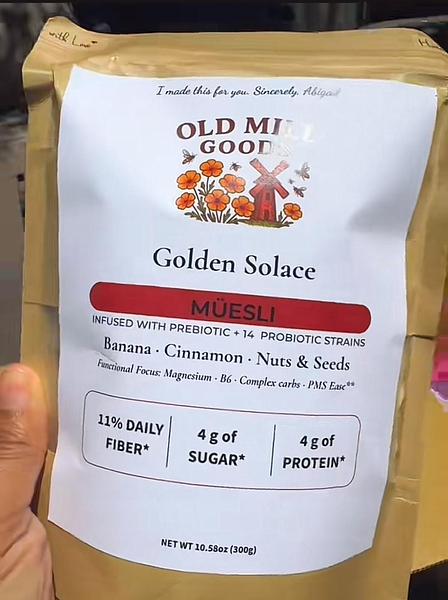 with Love
I made this for you. Sincerely, Abigail
OLD MILL
GOODS
Golden Solace
MÜESLI
INFUSED WITH PREBIOTIC + 14 PROBIOTIC STRAINS
Banana · Cinnamon · Nuts & Seeds
Functional Focus: Magnesium · B6 · Complex carbs · PMS Ease**
11% DAILY
FIBER*
4 g of
SUGAR*
4 g of
PROTEIN*
NET WT 10.58oz (300g)